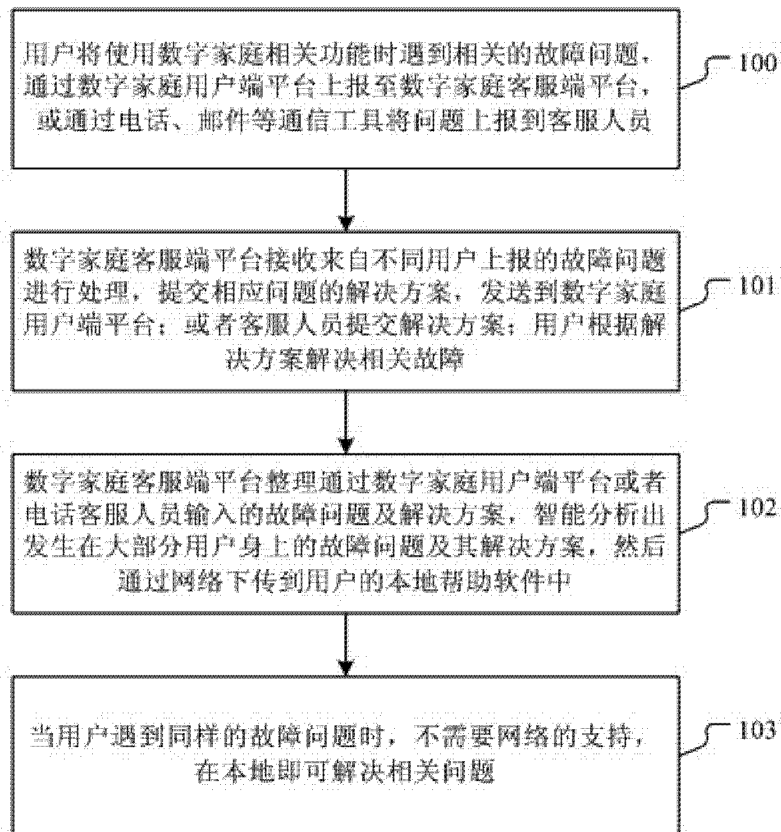 用户将使用数字家庭相关功能时遇到相关的故障问题，
通过数字家庭用户端平台上报至数字家庭客服端平台，
或通过电话、邮件等通信工具将问题上报到客服人员
100
数字家庭客服端平台接收来自不同用户上报的故障问题
进行处理，提交相应问题的解决方案，发送到数字家庭
用户端平台；或者客服人员提交解决方案；用户根据解
决方案解决相关故障
101
数字家庭客服端平台整理通过数字家庭用户端平台或者
电话客服人员输入的故障问题及解决方案，智能分析出
发生在大部分用户身上的故障问题及其解决方案，然后
通过网络下传到用户的本地帮助软件中
102
当用户遇到同样的故障问题时，不需要网络的支持，
在本地即可解决相关问题
103